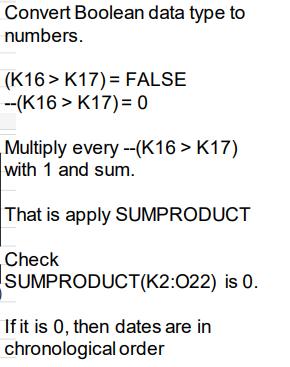 Convert Boolean data type to
numbers.
(K16 > K17) = FALSE
--(K16 > K17) = 0
Multiply every --(K16 > K17)
with 1 and sum.
That is apply SUMPRODUCT
Check
SUMPRODUCT(K2:O22) is 0.
If it is 0, then dates are in
chronological order